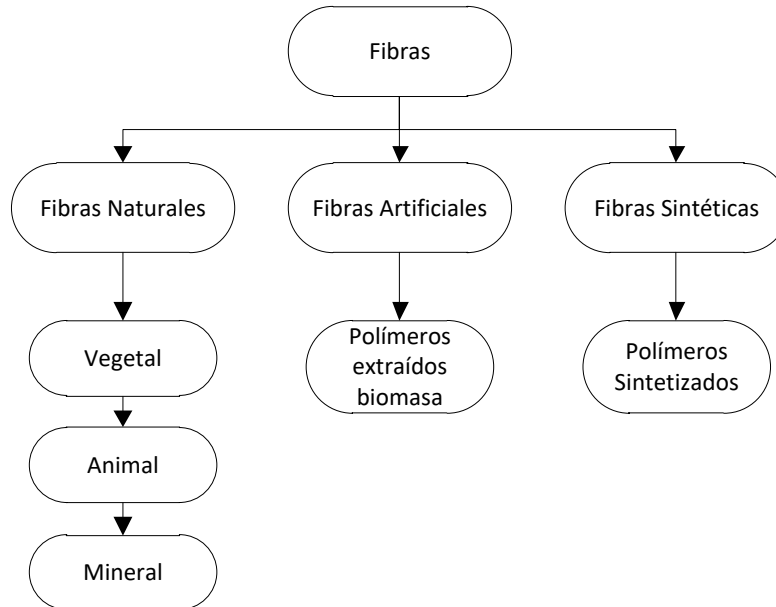 Fibras
Fibras Naturales
Fibras Artificiales
Fibras Sintéticas
Vegetal
Polímeros
extraídos
biomasa
Polímeros
Sintetizados
Animal
Mineral